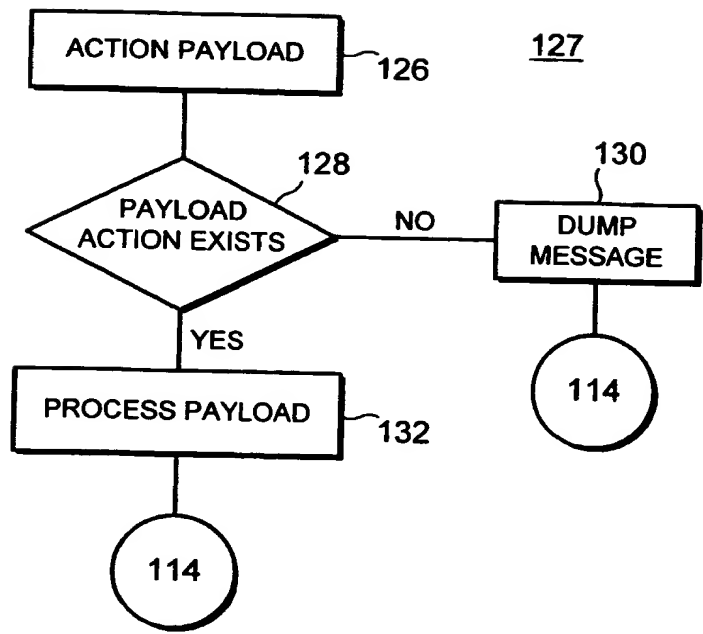 ACTION PAYLOAD
126
127
128
PAYLOAD
ACTION EXISTS
NO
130
DUMP
MESSAGE
YES
114
PROCESS PAYLOAD
132
114